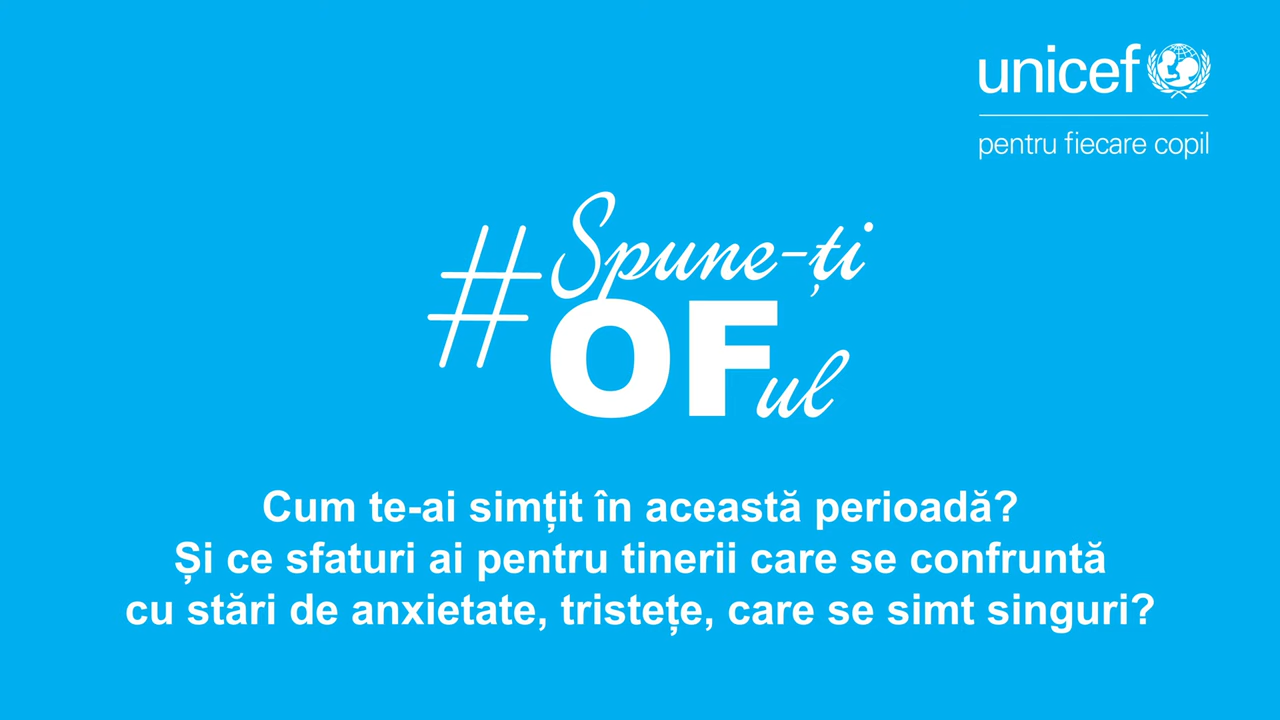 unicef
pentru fiecare copil
#Spune-ți
OFul
Cum te-ai simțit în această perioadă?
Și ce sfaturi ai pentru tinerii care se confruntă
cu stări de anxietate, tristețe, care se simt singuri?